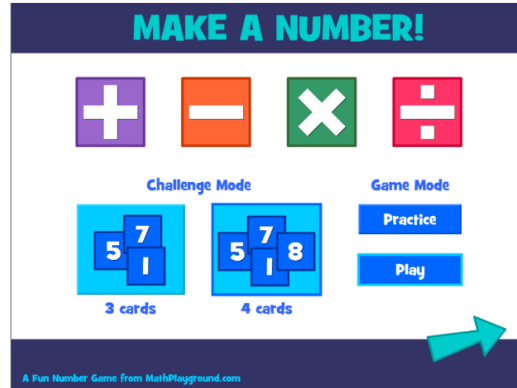 MAKE A NUMBER!
+ − × ÷
Challenge Mode
Game Mode
5 7 1
5 7 1 8
Practice
Play
3 cards
4 cards
A Fun Number Game from MathPlayground.com